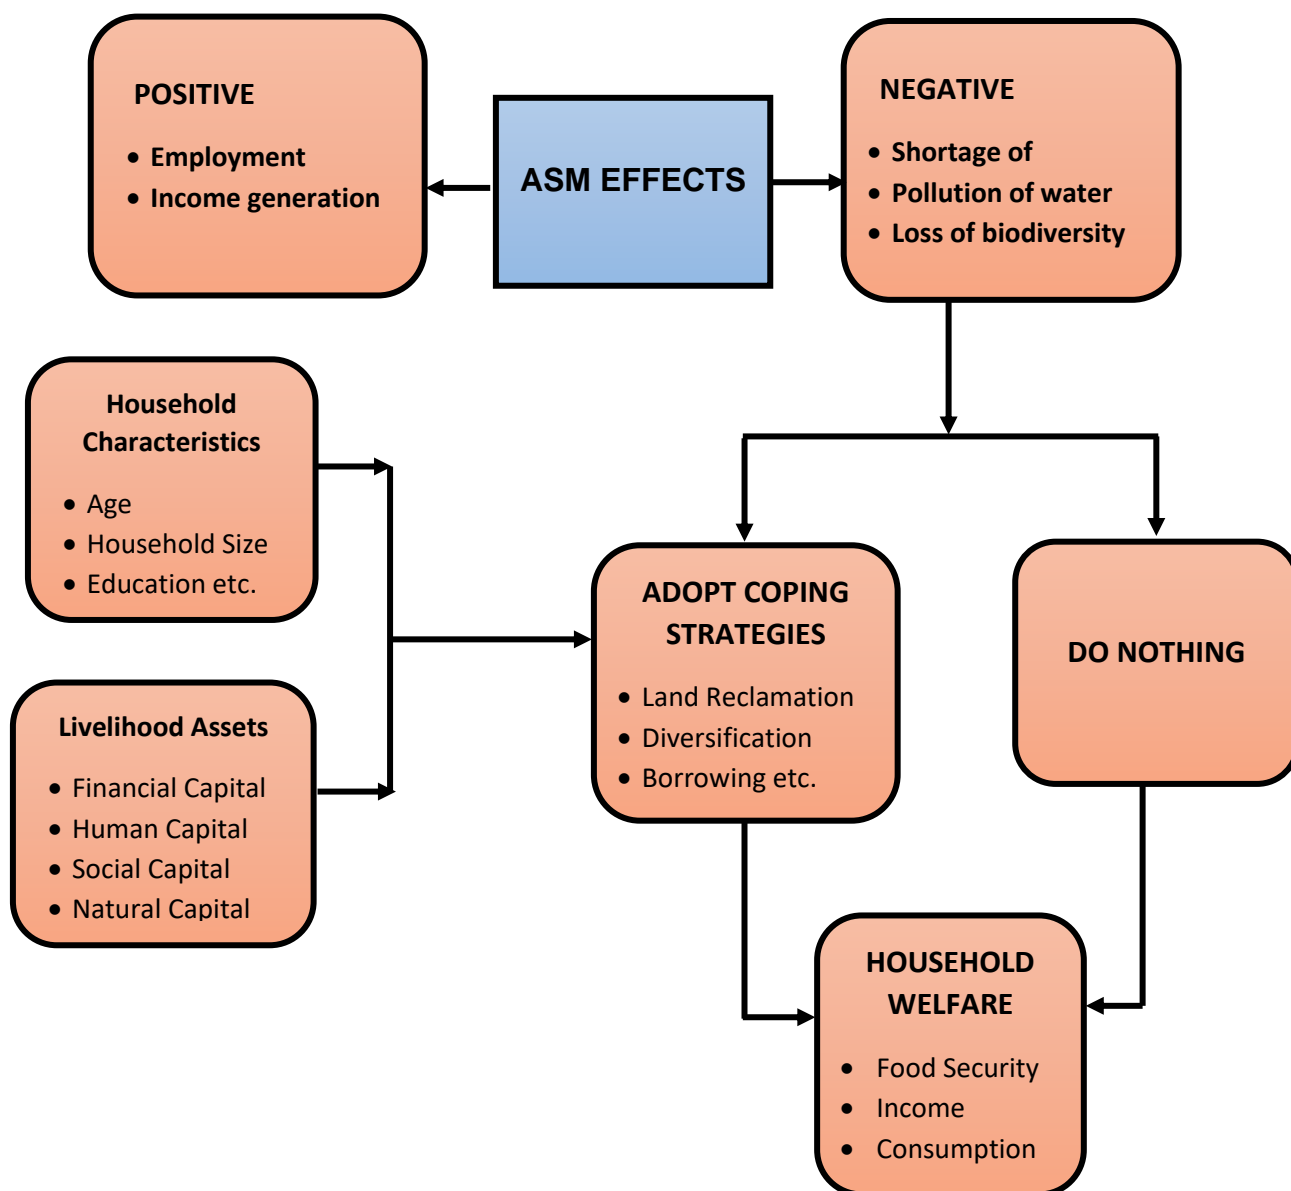 POSITIVE
• Employment
• Income generation
ASM EFFECTS
NEGATIVE
• Shortage of
• Pollution of water
• Loss of biodiversity
Household
Characteristics
• Age
• Household Size
• Education etc.
Livelihood Assets
• Financial Capital
• Human Capital
• Social Capital
• Natural Capital
ADOPT COPING
STRATEGIES
• Land Reclamation
• Diversification
• Borrowing etc.
DO NOTHING
HOUSEHOLD
WELFARE
• Food Security
• Income
• Consumption